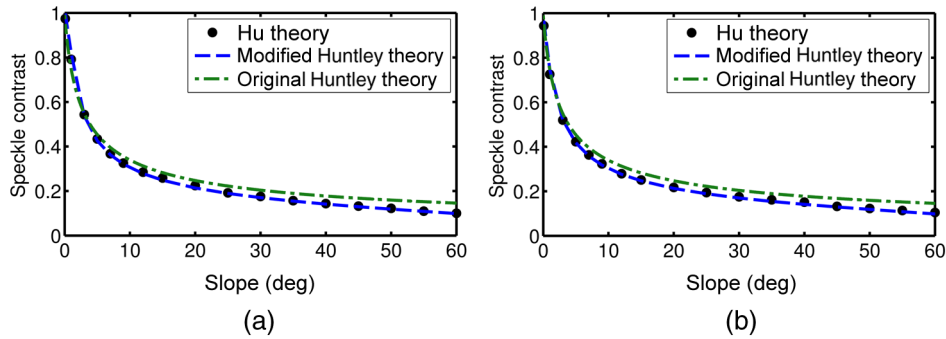 Speckle contrast
1
0.8
0.6
0.4
0.2
0
0 10 20 30 40 50 60
Slope (deg)
Hu theory
Modified Huntley theory
Original Huntley theory
(a)
Speckle contrast
1
0.8
0.6
0.4
0.2
0
0 10 20 30 40 50 60
Slope (deg)
Hu theory
Modified Huntley theory
Original Huntley theory
(b)